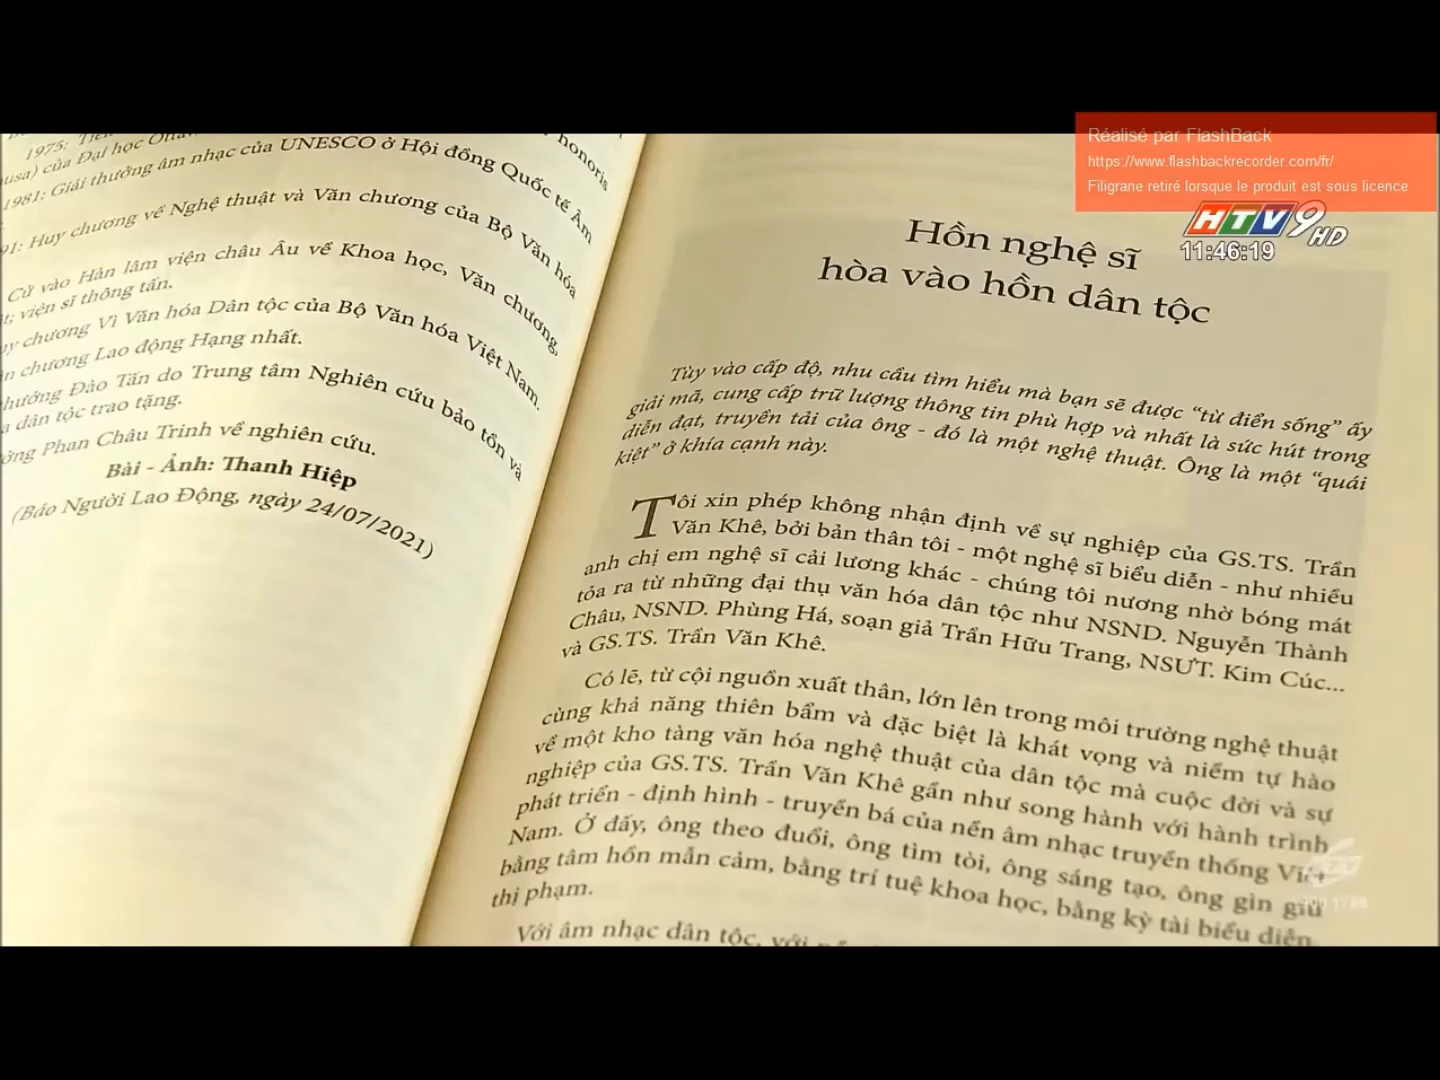 1975: Tiến
honoris
usa) của Đại học Ottawa
1981: Giải thưởng âm nhạc của UNESCO ở Hội đồng Quốc tế Âm
91: Huy chương về Nghệ thuật và Văn chương của Bộ Văn hóa
Cử vào Hàn lâm viện châu Âu về Khoa học, Văn chương,
t; viện sĩ thông tấn.
uy chương Vì Văn hóa Dân tộc của Bộ Văn hóa Việt Nam.
n chương Lao động Hạng nhất.
thưởng Đào Tấn do Trung tâm Nghiên cứu bảo tồn và
a dân tộc trao tặng.
ởng Phan Châu Trinh về nghiên cứu.
Bài - Ảnh: Thanh Hiệp
(Báo Người Lao Động, ngày 24/07/2021)
Réalisé par FlashBack
https://www.flashbackrecorder.com/fr/
Filigrane retiré lorsque le produit est sous licence
HTV9 HD
11:46:19
Hồn nghệ sĩ
hòa vào hồn dân tộc
Tùy vào cấp độ, nhu cầu tìm hiểu mà bạn sẽ được “từ điển sống” ấy
giải mã, cung cấp trữ lượng thông tin phù hợp và nhất là sức hút trong
diễn đạt, truyền tải của ông - đó là một nghệ thuật. Ông là một “quái
kiệt” ở khía cạnh này.
Tôi xin phép không nhận định về sự nghiệp của GS.TS. Trần
Văn Khê, bởi bản thân tôi - một nghệ sĩ biểu diễn - như nhiều
anh chị em nghệ sĩ cải lương khác - chúng tôi nương nhờ bóng mát
tỏa ra từ những đại thụ văn hóa dân tộc như NSND. Nguyễn Thành
Châu, NSND. Phùng Há, soạn giả Trần Hữu Trang, NSƯT. Kim Cúc...
và GS.TS. Trần Văn Khê.
Có lẽ, từ cội nguồn xuất thân, lớn lên trong môi trường nghệ thuật
cùng khả năng thiên bẩm và đặc biệt là khát vọng và niềm tự hào
về một kho tàng văn hóa nghệ thuật của dân tộc mà cuộc đời và sự
nghiệp của GS.TS. Trần Văn Khê gần như song hành với hành trình
phát triển - định hình - truyền bá của nền âm nhạc truyền thống Việt
Nam. Ở đấy, ông theo đuổi, ông tìm tòi, ông sáng tạo, ông gìn giữ
bằng tâm hồn mẫn cảm, bằng trí tuệ khoa học, bằng kỳ tài biểu diễn,
thị phạm.
Với âm nhạc dân tộc, với